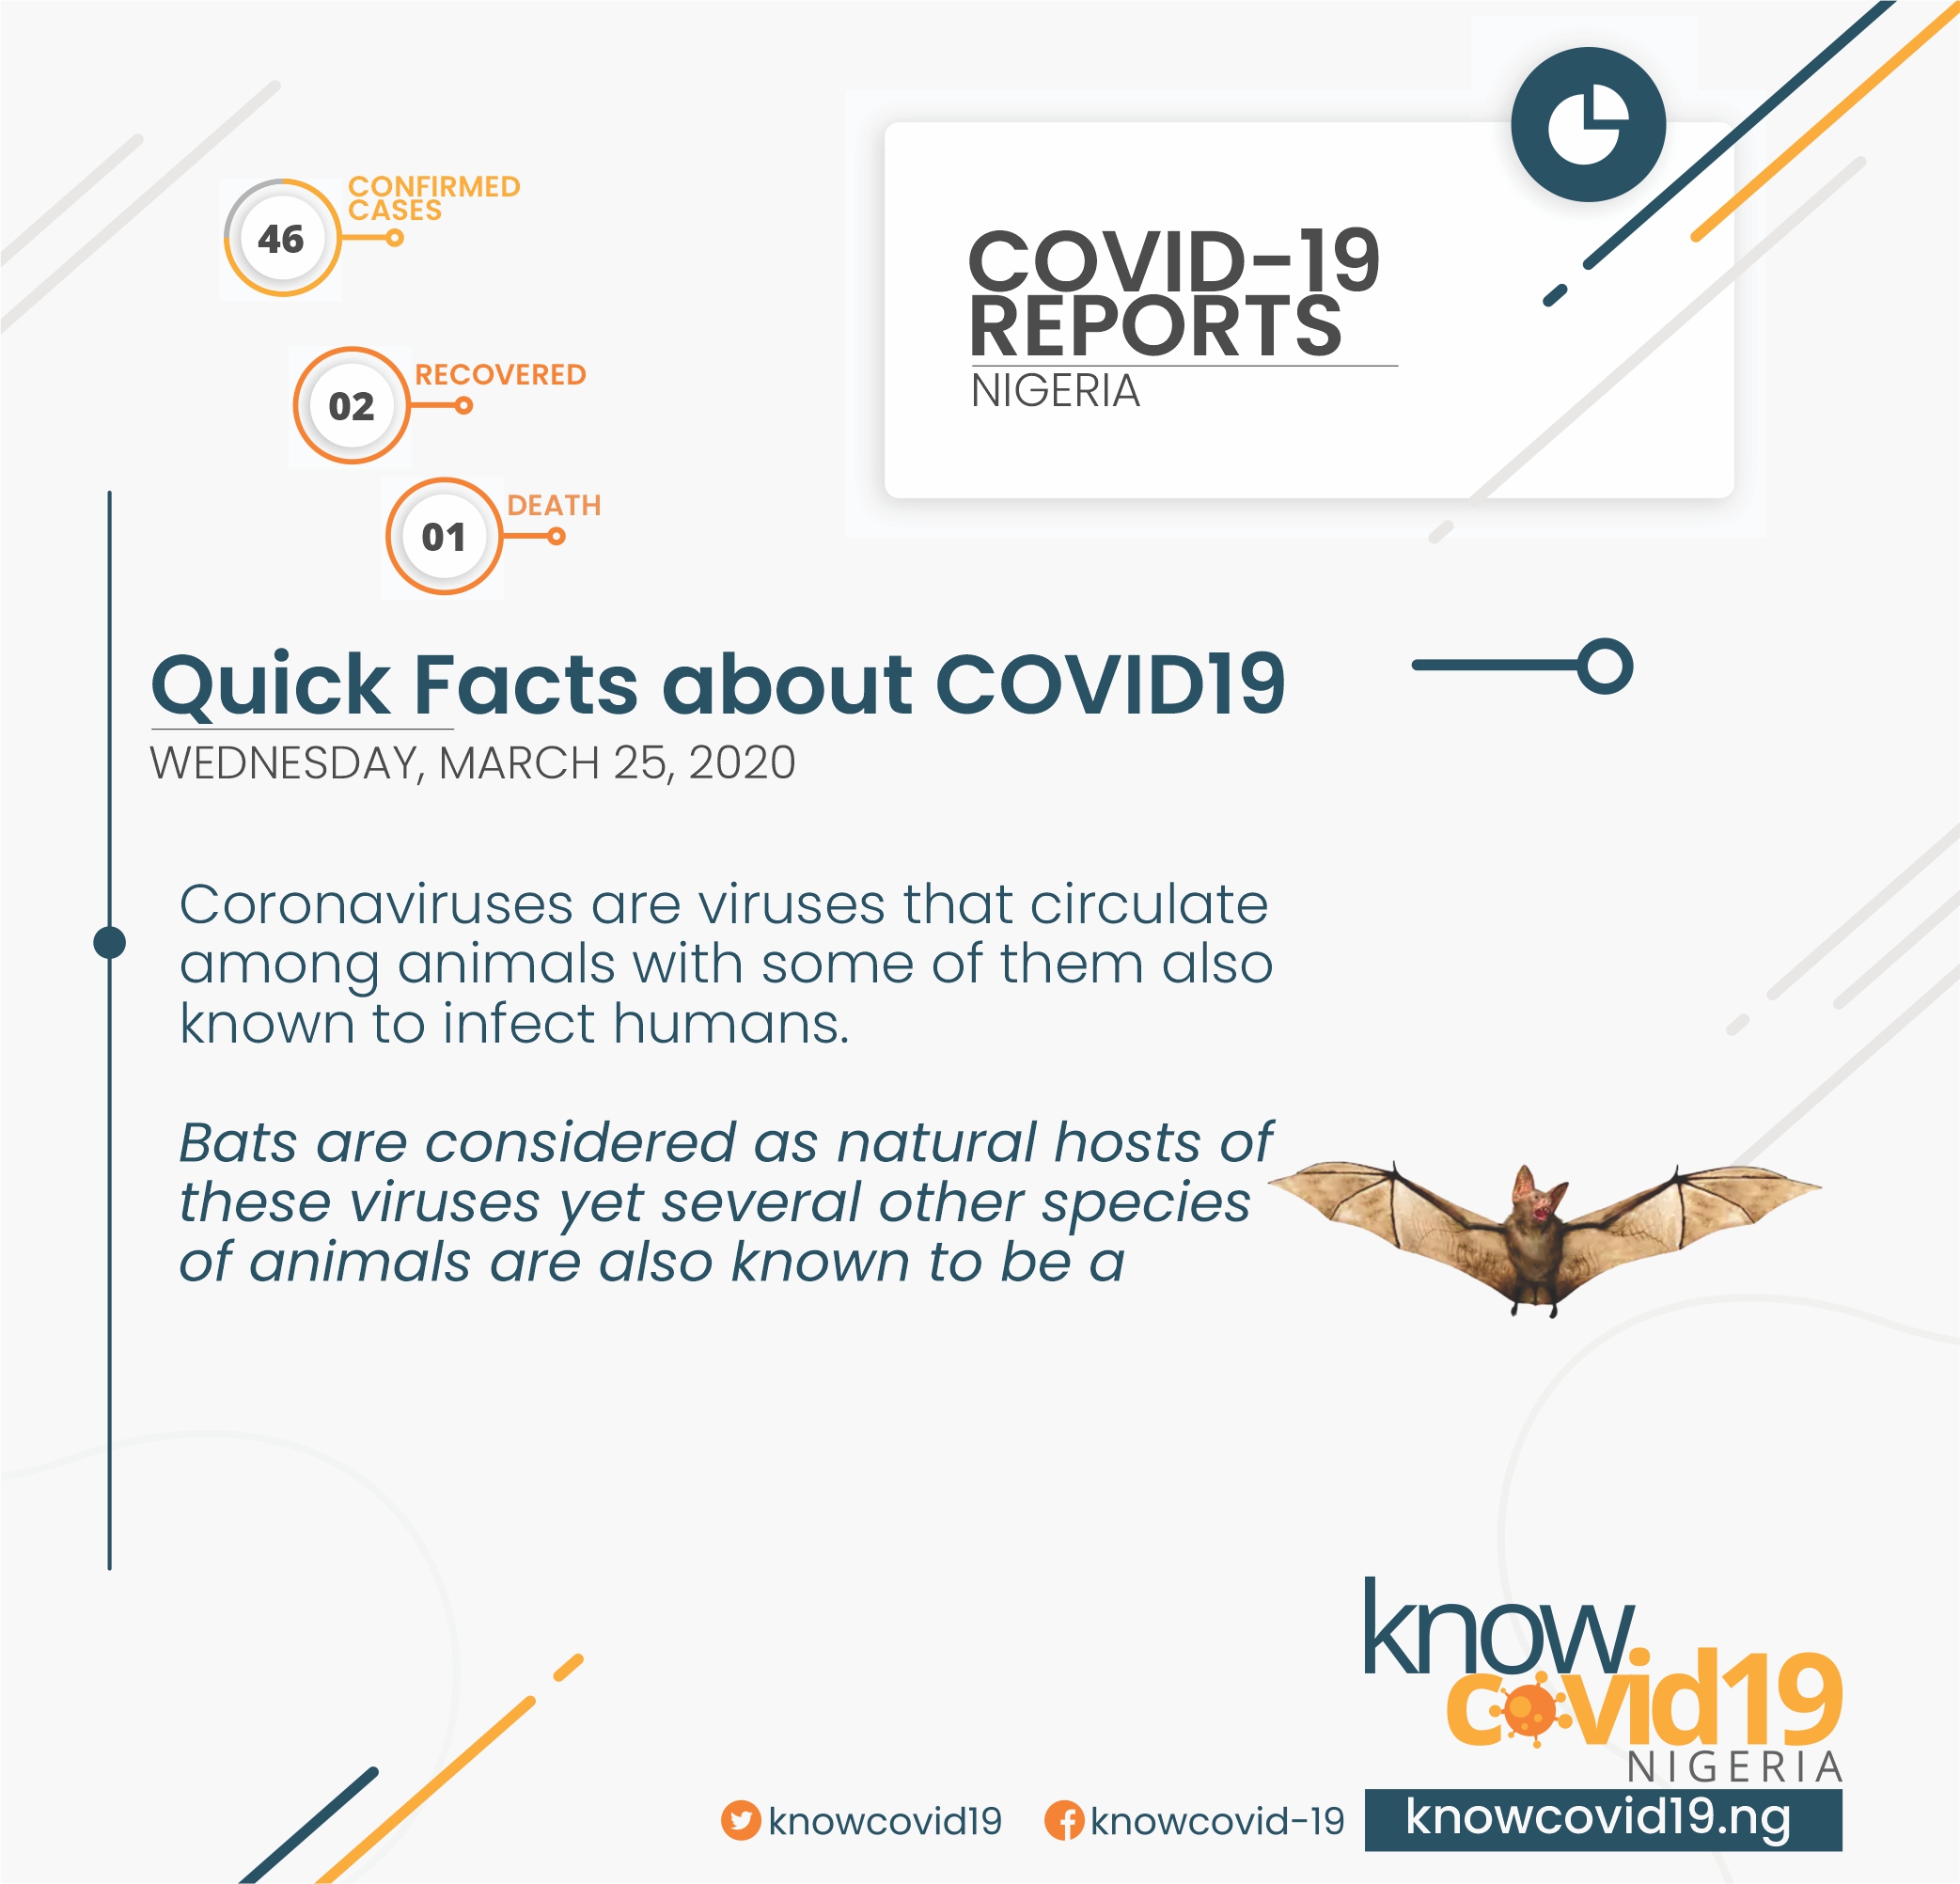 46
CONFIRMED
CASES
02
RECOVERED
01
DEATH
COVID-19
REPORTS
NIGERIA
Quick Facts about COVID19
WEDNESDAY, MARCH 25, 2020
Coronaviruses are viruses that circulate
among animals with some of them also
known to infect humans.
Bats are considered as natural hosts of
these viruses yet several other species
of animals are also known to be a
know
covid19
NIGERIA
knowcovid19
knowcovid-19
knowcovid19.ng